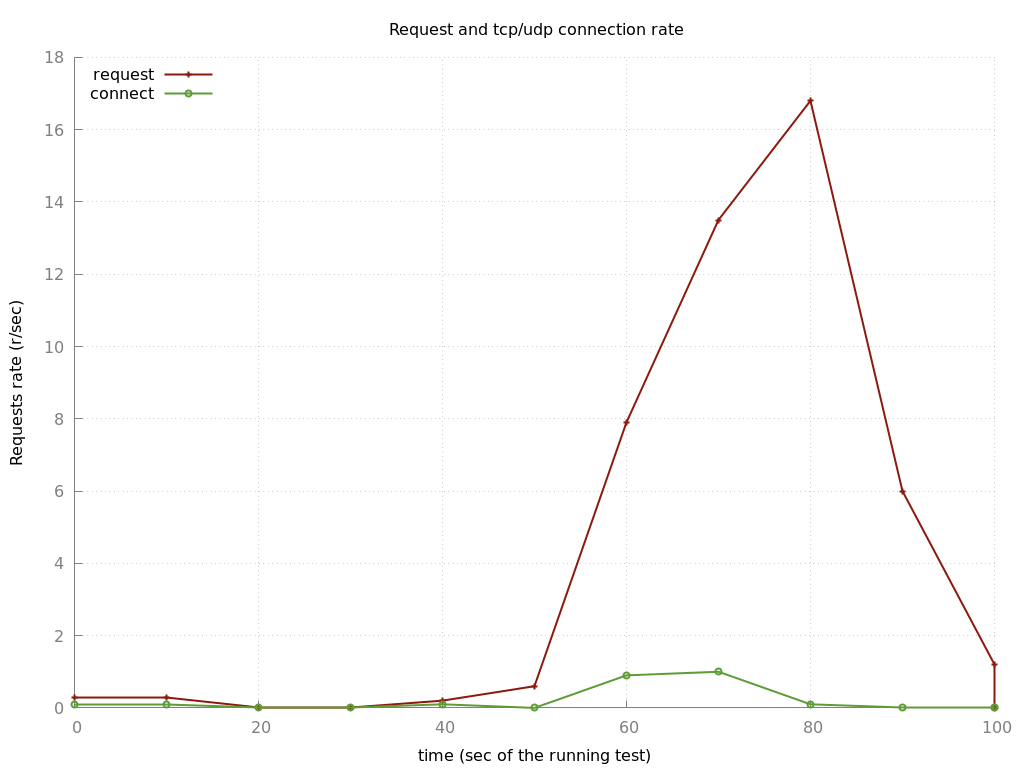 Request and tcp/udp connection rate
18
request
connect
16
14
12
10
8
6
4
2
0
0 20 40 60 80 100
Requests rate (r/sec)
time (sec of the running test)